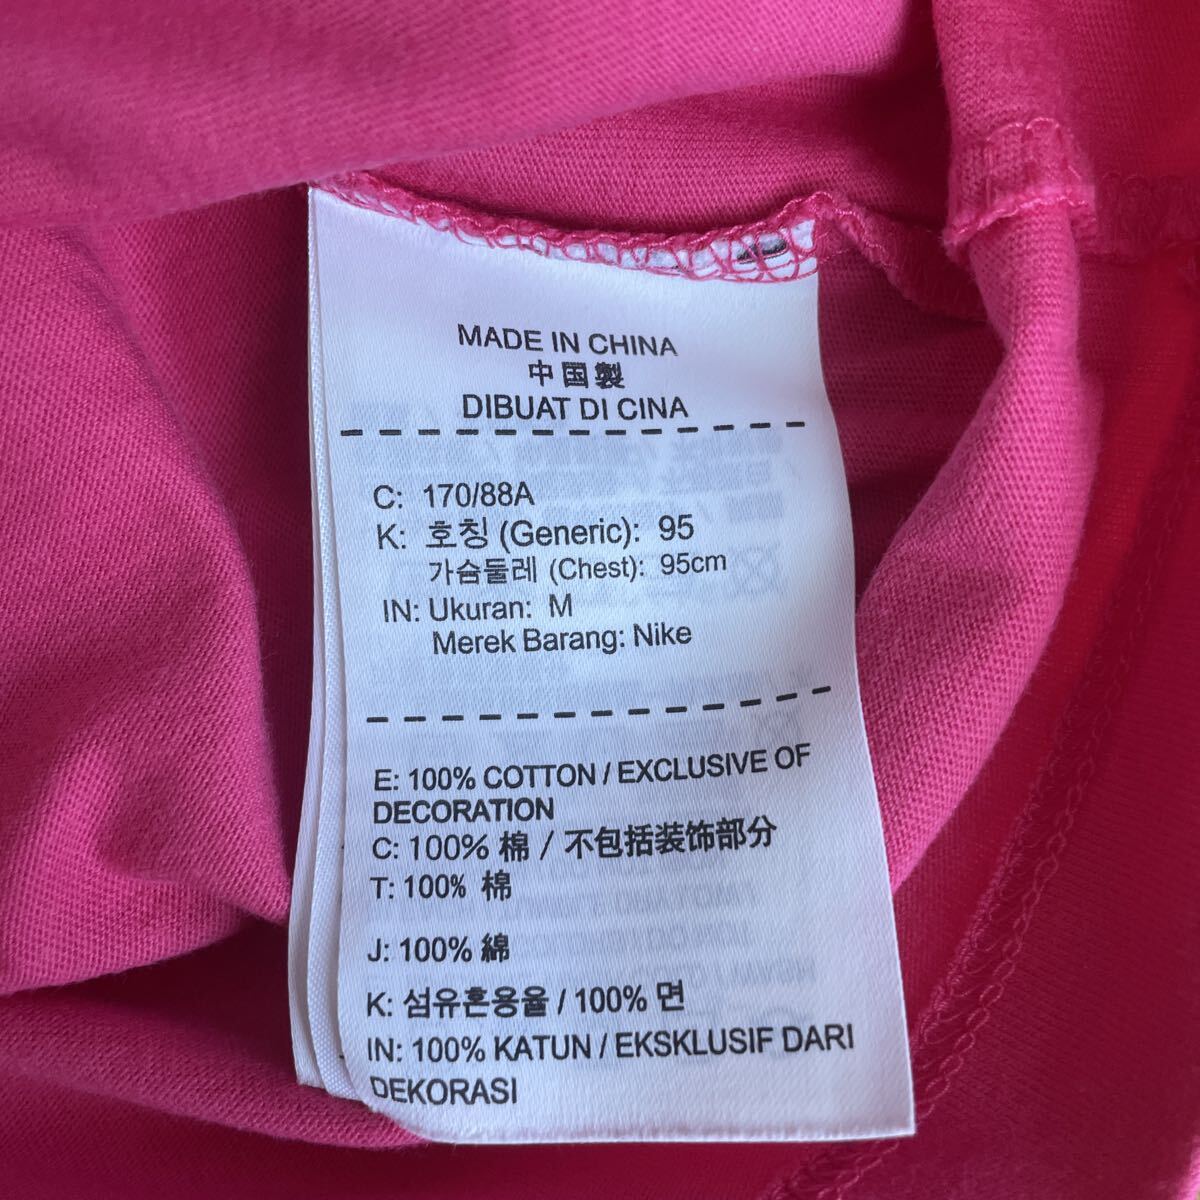 MADE IN CHINA
中国製
DIBUAT DI CINA
C: 170/88A
K: 호칭 (Generic): 95
가슴둘레 (Chest): 95cm
IN: Ukuran: M
Merek Barang: Nike
E: 100% COTTON / EXCLUSIVE OF
DECORATION
C: 100% 棉 / 不包括装饰部分
T: 100% 棉
J: 100% 綿
K: 섬유혼용율 / 100% 면
IN: 100% KATUN / EKSKLUSIF DARI
DEKORASI